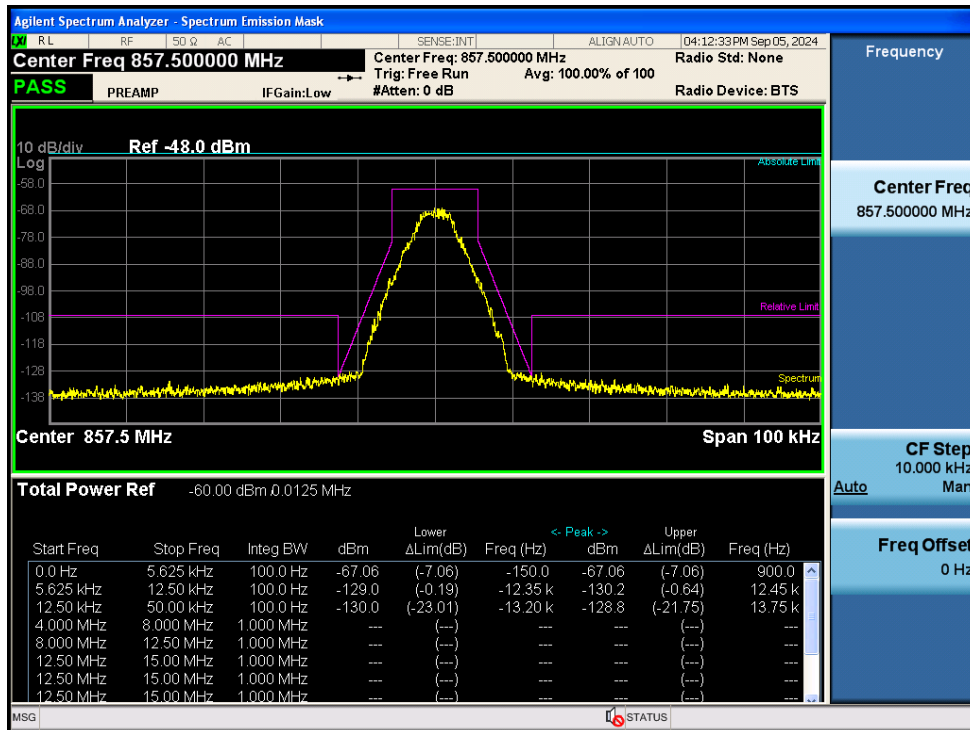 Agilent Spectrum Analyzer - Spectrum Emission Mask
LXI RL RF 50 Ω AC SENSE:INT ALIGN AUTO 04:12:33 PM Sep 05, 2024
Center Freq 857.500000 MHz
Center Freq: 857.500000 MHz
Radio Std: None
Trig: Free Run Avg: 100.00% of 100
PASS PREAMP IFGain:Low #Atten: 0 dB Radio Device: BTS
10 dB/div Ref -48.0 dBm
Log
Absolute Limit
-58.0
-68.0
-78.0
-88.0
-98.0
Relative Limit
-108
-118
-128
Spectrum
-138
Center 857.5 MHz Span 100 kHz
Total Power Ref -60.00 dBm / 0.0125 MHz
Lower <- Peak -> Upper
Start Freq Stop Freq Integ BW dBm ΔLim(dB) Freq (Hz) dBm ΔLim(dB) Freq (Hz)
0.0 Hz 5.625 kHz 100.0 Hz -67.06 (-7.06) -150.0 -67.06 (-7.06) 900.0
5.625 kHz 12.50 kHz 100.0 Hz -129.0 (-0.19) -12.35 k -130.2 (-0.64) 12.45 k
12.50 kHz 50.00 kHz 100.0 Hz -130.0 (-23.01) -13.20 k -128.8 (-21.75) 13.75 k
4.000 MHz 8.000 MHz 1.000 MHz --- (---) --- --- (---) ---
8.000 MHz 12.50 MHz 1.000 MHz --- (---) --- --- (---) ---
12.50 MHz 15.00 MHz 1.000 MHz --- (---) --- --- (---) ---
12.50 MHz 15.00 MHz 1.000 MHz --- (---) --- --- (---) ---
12.50 MHz 15.00 MHz 1.000 MHz --- (---) --- --- (---) ---
MSG STATUS
Frequency
Center Freq
857.500000 MHz
CF Step
10.000 kHz
Auto Man
Freq Offset
0 Hz